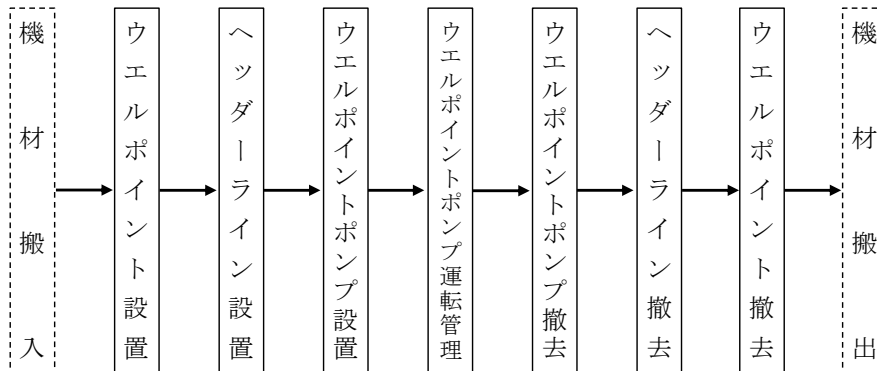 機材搬入
ウエルポイント設置
ヘッダーライン設置
ウエルポイントポンプ設置
ウエルポイントポンプ運転管理
ウエルポイントポンプ撤去
ヘッダーライン撤去
ウエルポイント撤去
機材搬出